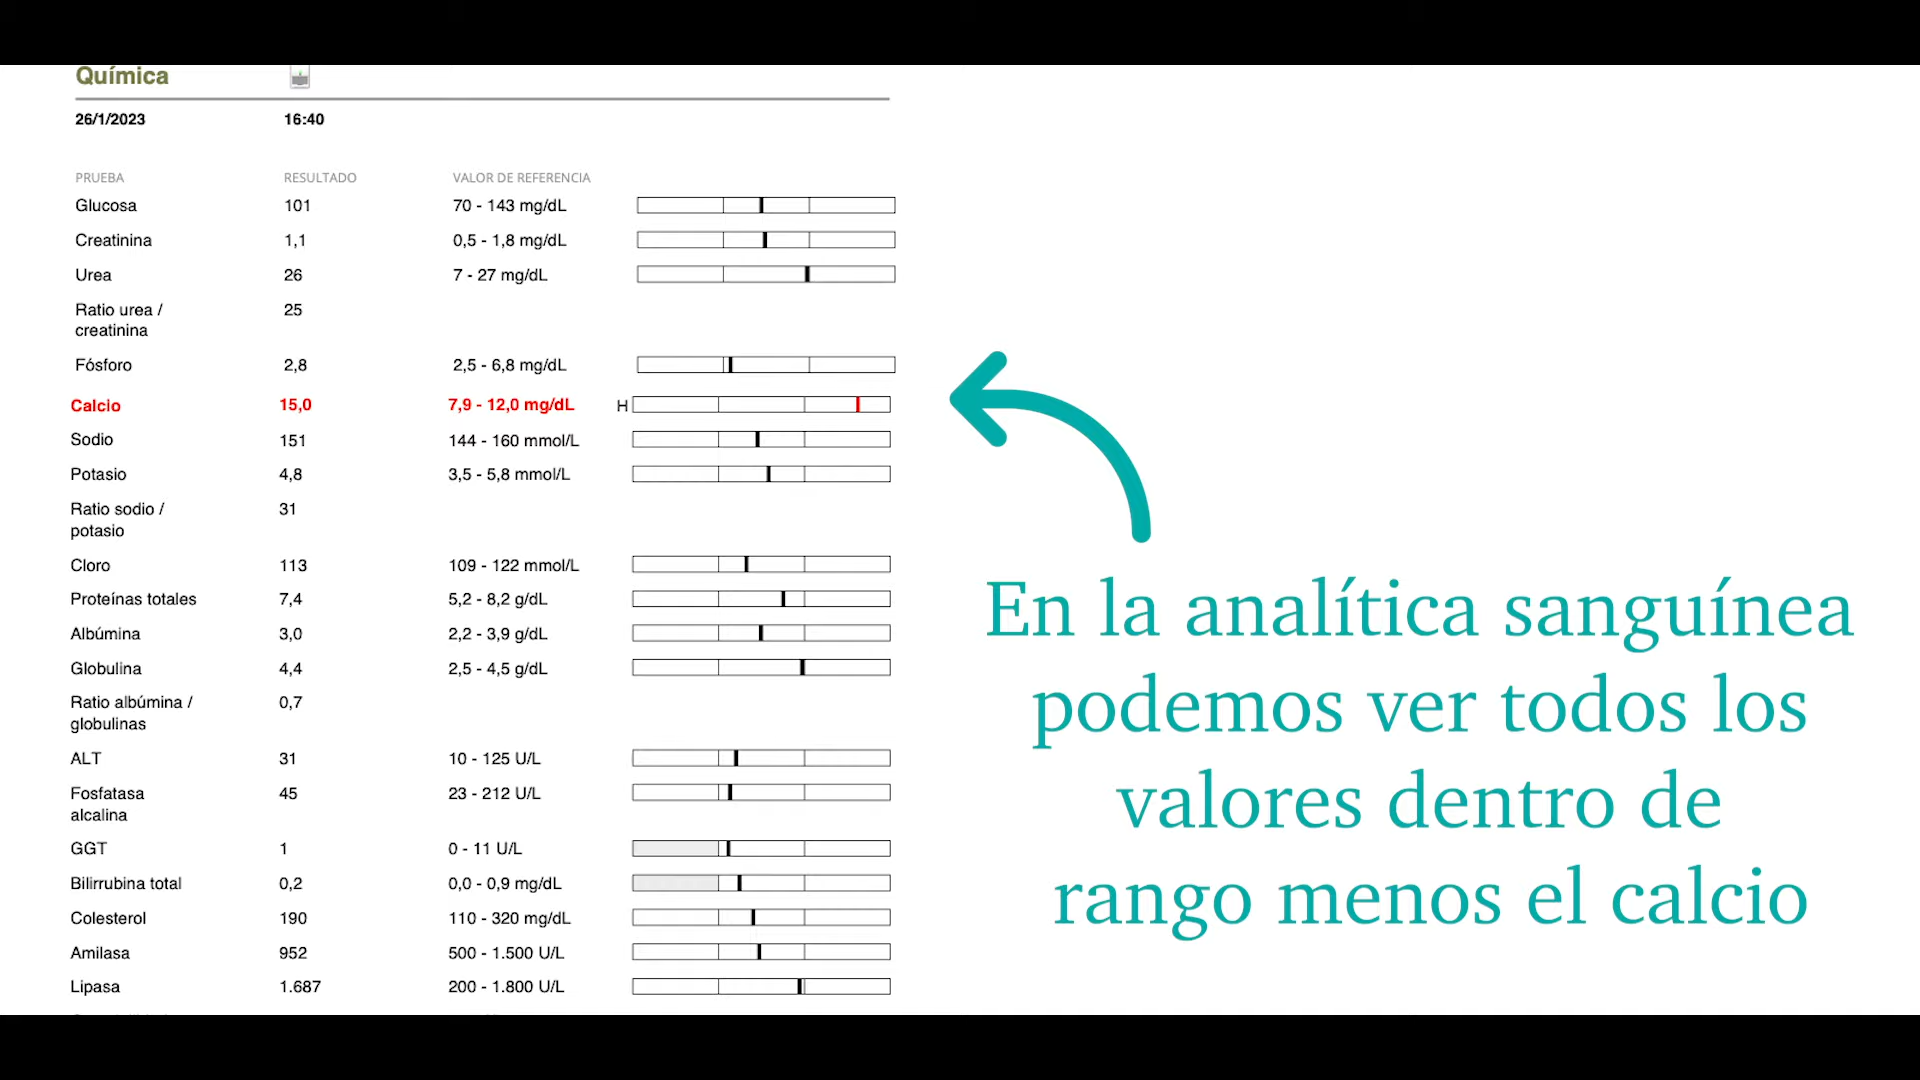 Química
26/1/2023 16:40
PRUEBA RESULTADO VALOR DE REFERENCIA
Glucosa 101 70 - 143 mg/dL
Creatinina 1,1 0,5 - 1,8 mg/dL
Urea 26 7 - 27 mg/dL
Ratio urea / 25
creatinina
Fósforo 2,8 2,5 - 6,8 mg/dL
Calcio 15,0 7,9 - 12,0 mg/dL H
Sodio 151 144 - 160 mmol/L
Potasio 4,8 3,5 - 5,8 mmol/L
Ratio sodio / 31
potasio
Cloro 113 109 - 122 mmol/L
Proteínas totales 7,4 5,2 - 8,2 g/dL
Albúmina 3,0 2,2 - 3,9 g/dL
Globulina 4,4 2,5 - 4,5 g/dL
Ratio albúmina / 0,7
globulinas
ALT 31 10 - 125 U/L
Fosfatasa 45 23 - 212 U/L
alcalina
GGT 1 0 - 11 U/L
Bilirrubina total 0,2 0,0 - 0,9 mg/dL
Colesterol 190 110 - 320 mg/dL
Amilasa 952 500 - 1.500 U/L
Lipasa 1.687 200 - 1.800 U/L
En la analítica sanguínea
podemos ver todos los
valores dentro de
rango menos el calcio